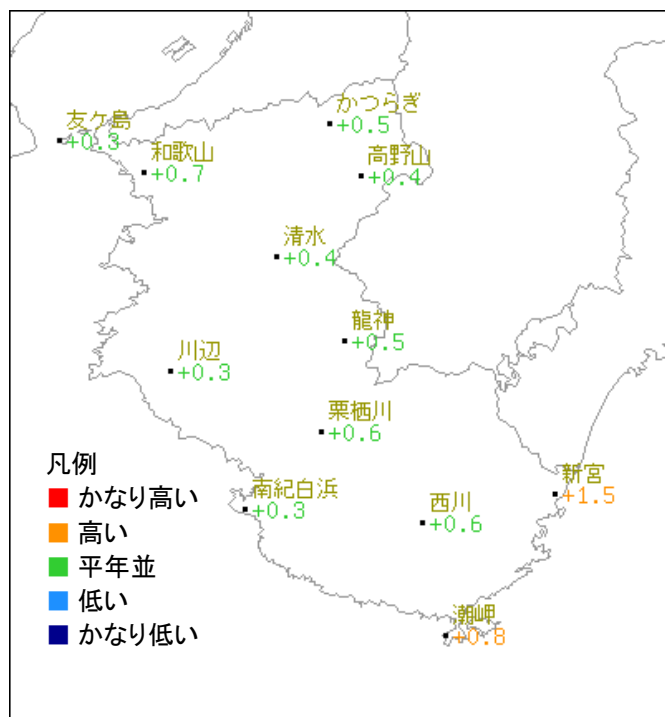 かつらぎ
+0.5
友ケ島
+0.3
和歌山
+0.7
高野山
+0.4
清水
+0.4
龍神
+0.5
川辺
+0.3
栗栖川
+0.6
新宮
+1.5
南紀白浜
+0.3
西川
+0.6
潮岬
+0.8
凡例
かなり高い
高い
平年並
低い
かなり低い